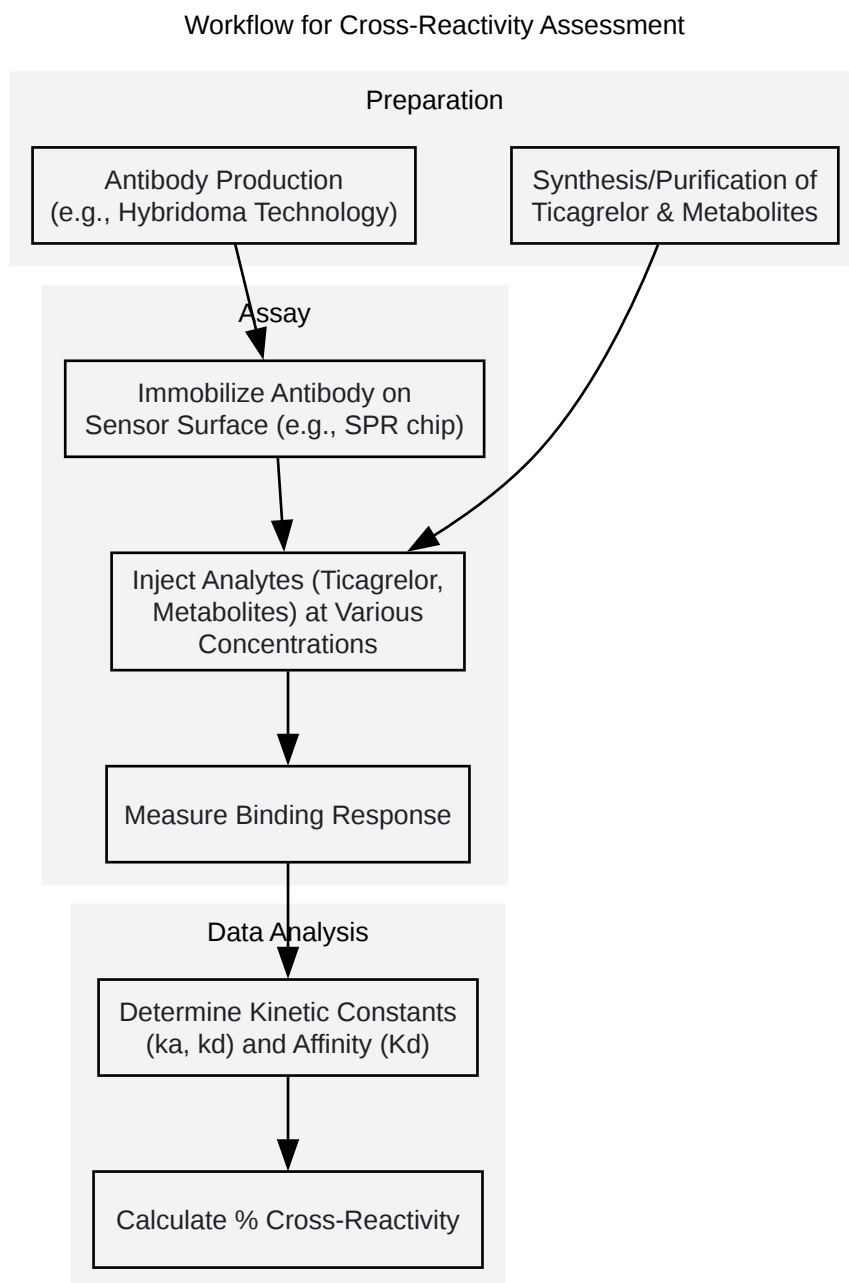 Workflow for Cross-Reactivity Assessment
Preparation
Antibody Production
(e.g., Hybridoma Technology)
Synthesis/Purification of
Ticagrelor & Metabolites
Assay
Immobilize Antibody on
Sensor Surface (e.g., SPR chip)
Inject Analytes (Ticagrelor,
Metabolites) at Various
Concentrations
Measure Binding Response
Data Analysis
Determine Kinetic Constants
(ka, kd) and Affinity (Kd)
Calculate % Cross-Reactivity